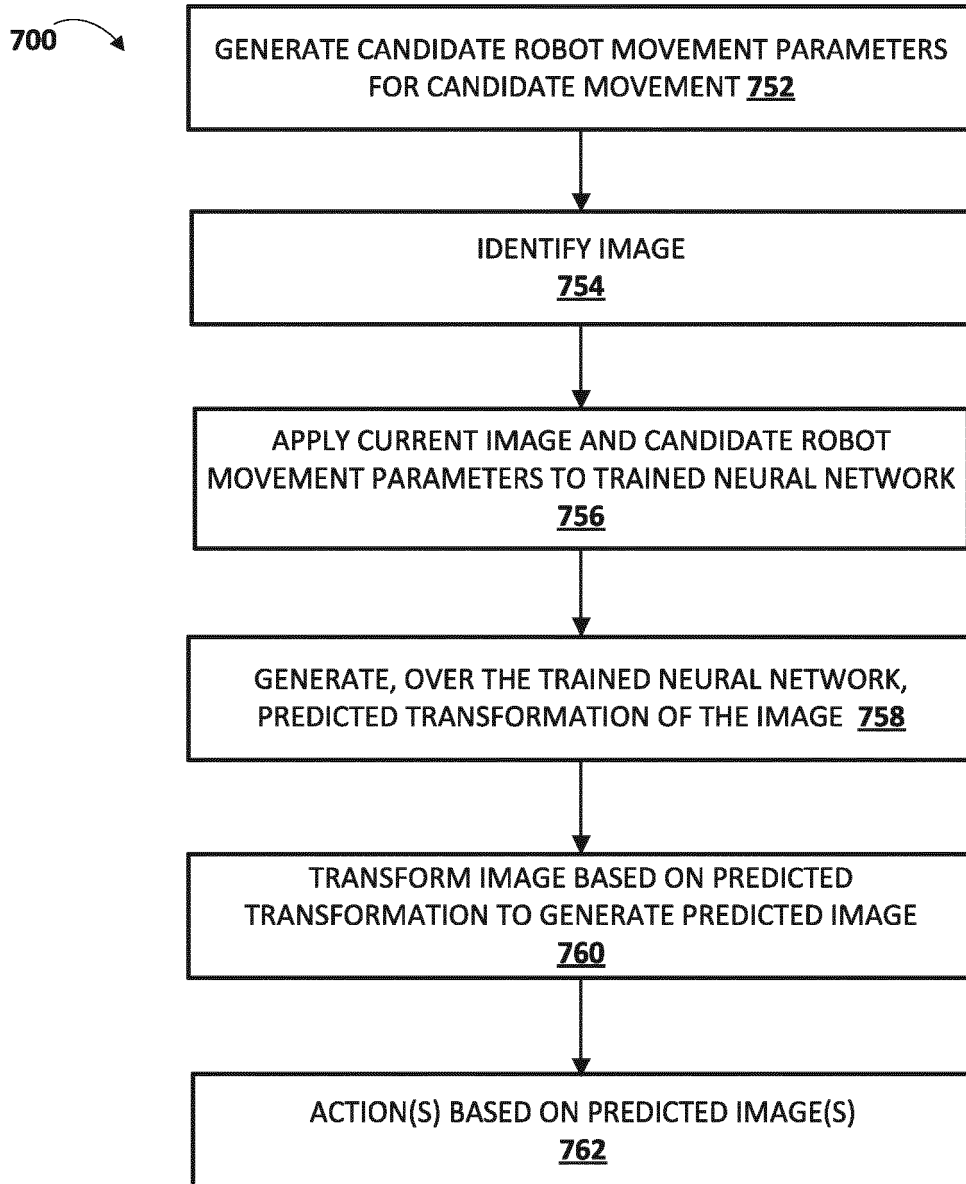 700
GENERATE CANDIDATE ROBOT MOVEMENT PARAMETERS
FOR CANDIDATE MOVEMENT 752
IDENTIFY IMAGE
754
APPLY CURRENT IMAGE AND CANDIDATE ROBOT
MOVEMENT PARAMETERS TO TRAINED NEURAL NETWORK
756
GENERATE, OVER THE TRAINED NEURAL NETWORK,
PREDICTED TRANSFORMATION OF THE IMAGE 758
TRANSFORM IMAGE BASED ON PREDICTED
TRANSFORMATION TO GENERATE PREDICTED IMAGE
760
ACTION(S) BASED ON PREDICTED IMAGE(S)
762